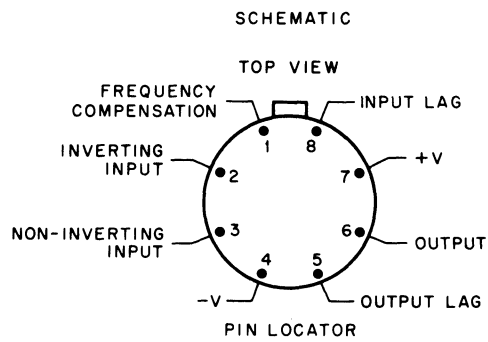 SCHEMATIC
TOP VIEW
FREQUENCY
COMPENSATION
INPUT LAG
1
8
INVERTING
INPUT
2
7
+V
NON-INVERTING
INPUT
3
6
OUTPUT
4
5
-V
OUTPUT LAG
PIN LOCATOR